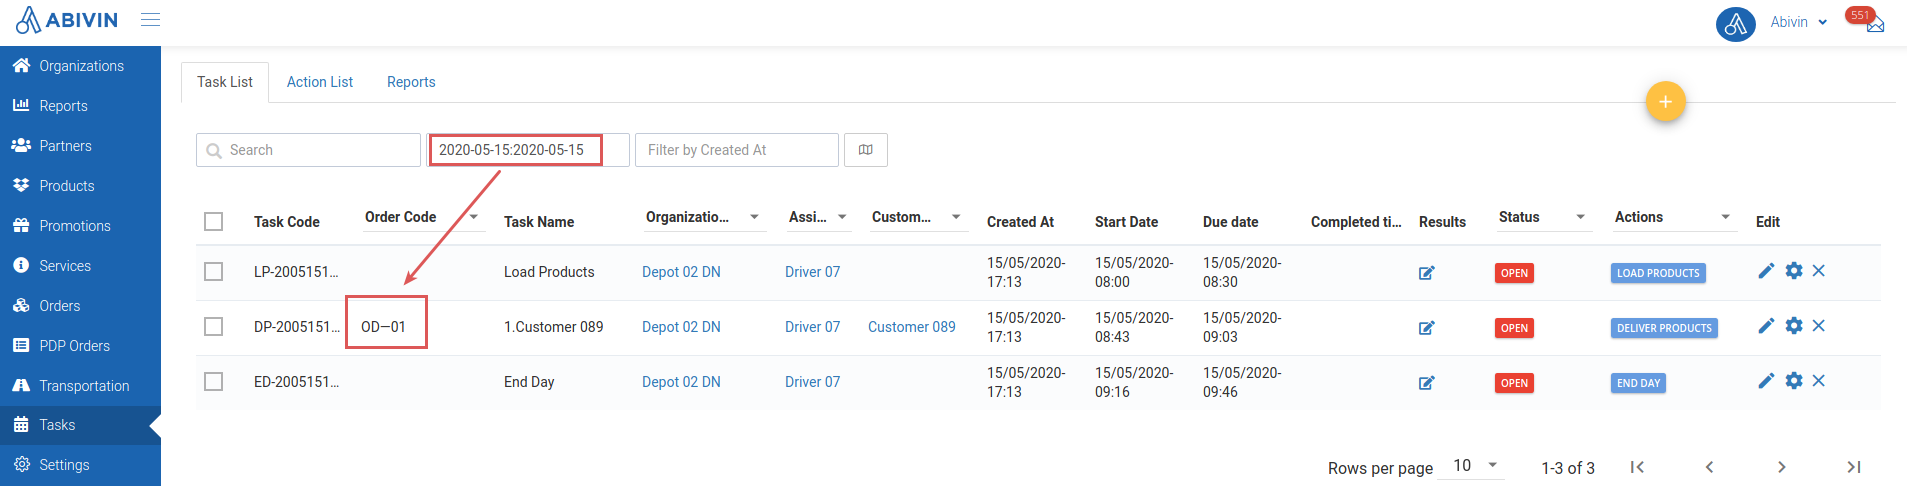 ABIVIN
Abivin
551
Organizations
Reports
Partners
Products
Promotions
Services
Orders
PDP Orders
Transportation
Tasks
Settings
Task List Action List Reports
+
Search 2020-05-15:2020-05-15 Filter by Created At
Task Code Order Code Task Name Organizatio... Assi... Custom... Created At Start Date Due date Completed ti... Results Status Actions Edit
LP-2005151... Load Products Depot 02 DN Driver 07 15/05/2020-17:13 15/05/2020-08:00 15/05/2020-08:30 OPEN LOAD PRODUCTS
DP-2005151... OD—01 1.Customer 089 Depot 02 DN Driver 07 Customer 089 15/05/2020-17:13 15/05/2020-08:43 15/05/2020-09:03 OPEN DELIVER PRODUCTS
ED-2005151... End Day Depot 02 DN Driver 07 15/05/2020-17:13 15/05/2020-09:16 15/05/2020-09:46 OPEN END DAY
Rows per page 10 1-3 of 3